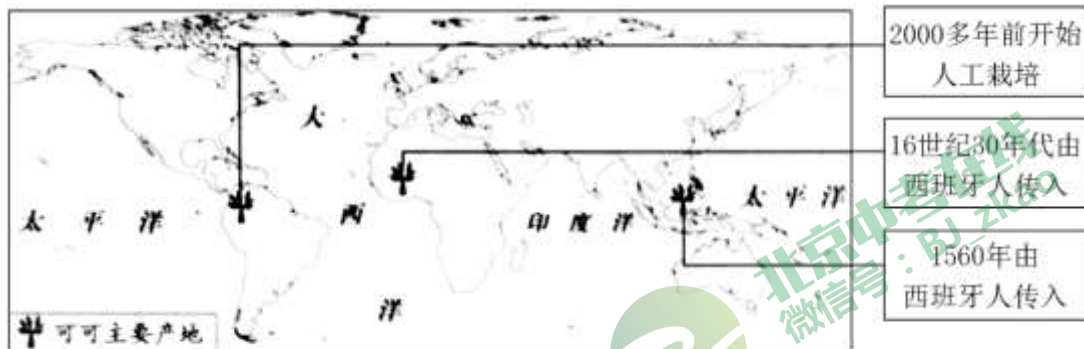 2000多年前开始
人工栽培
16世纪30年代由
西班牙人传入
1560年由
西班牙人传入
大
西
洋
太平洋
印度洋
太平洋
可可主要产地
北京中考在线
微信号：BJ_zkao